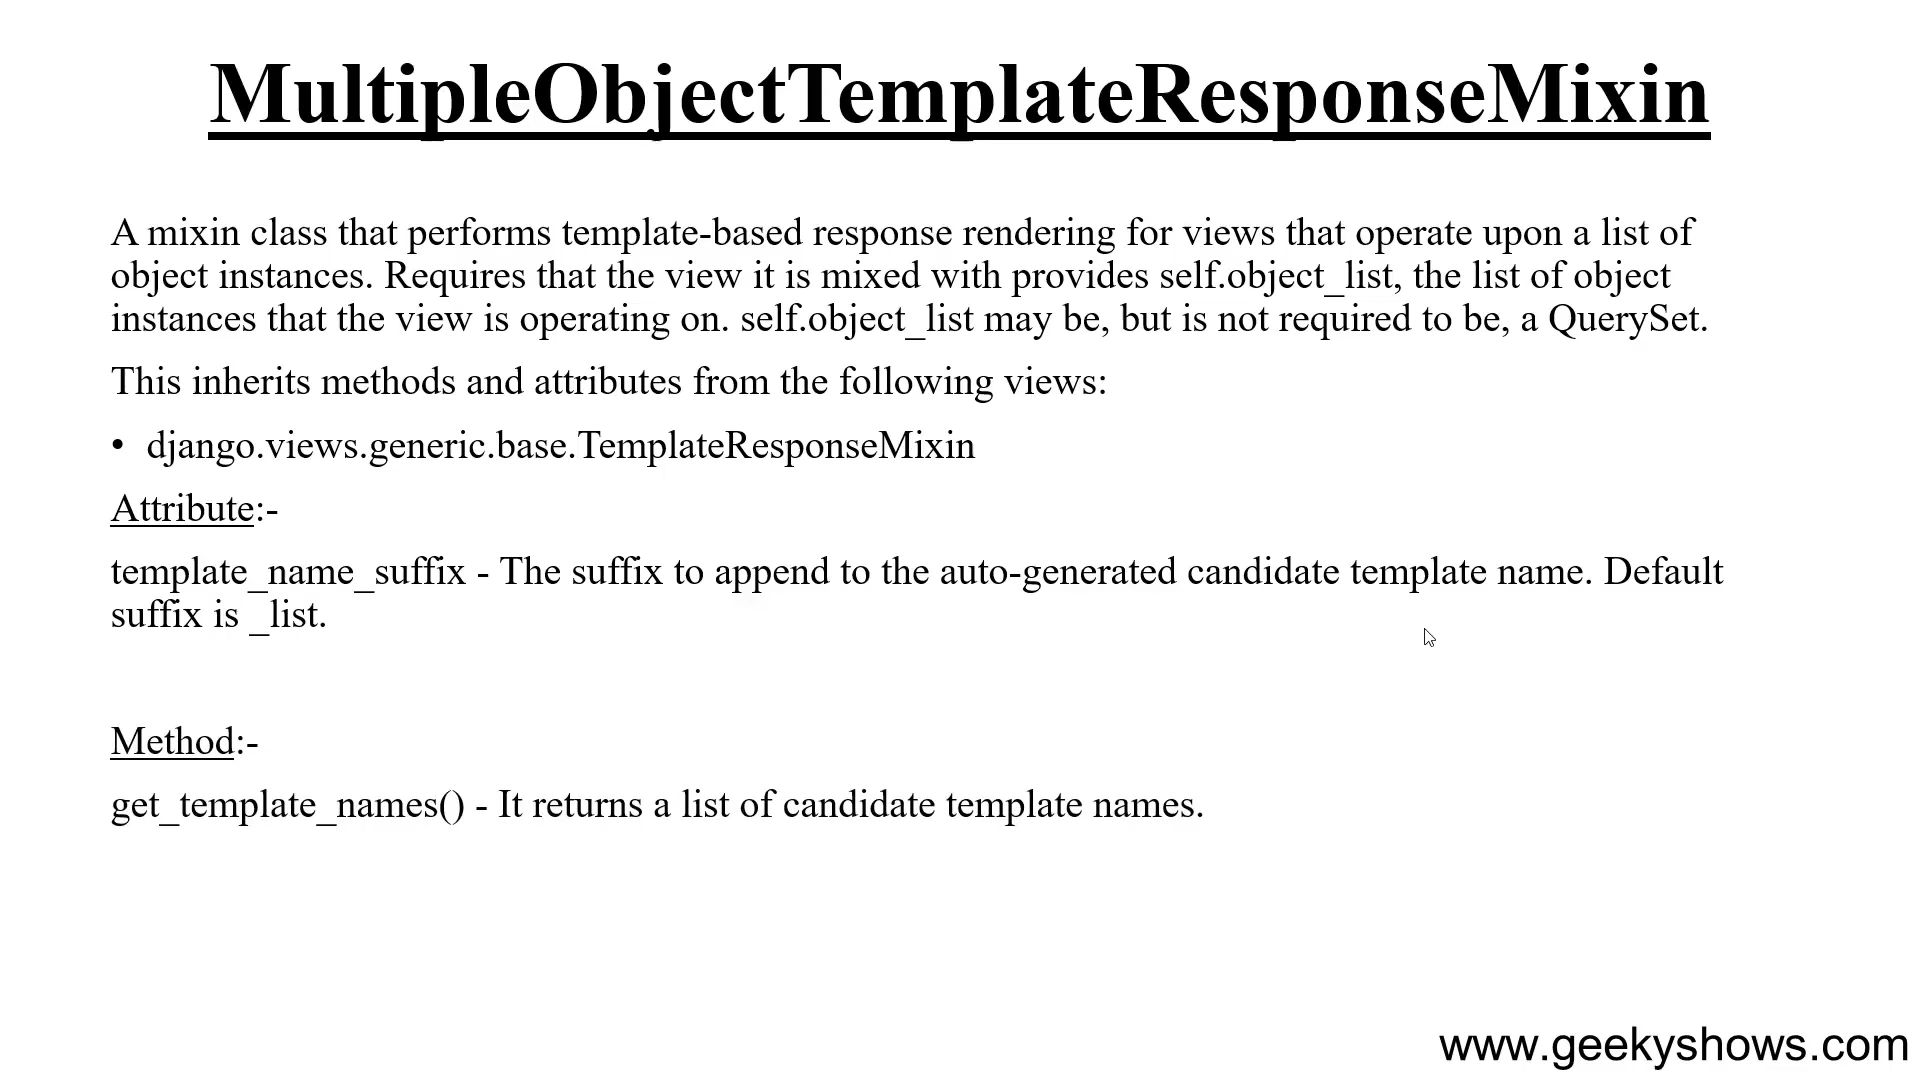 MultipleObjectTemplateResponseMixin
A mixin class that performs template-based response rendering for views that operate upon a list of
object instances. Requires that the view it is mixed with provides self.object_list, the list of object
instances that the view is operating on. self.object_list may be, but is not required to be, a QuerySet.
This inherits methods and attributes from the following views:
• django.views.generic.base.TemplateResponseMixin
Attribute:-
template_name_suffix - The suffix to append to the auto-generated candidate template name. Default
suffix is _list.
Method:-
get_template_names() - It returns a list of candidate template names.
www.geekyshows.com